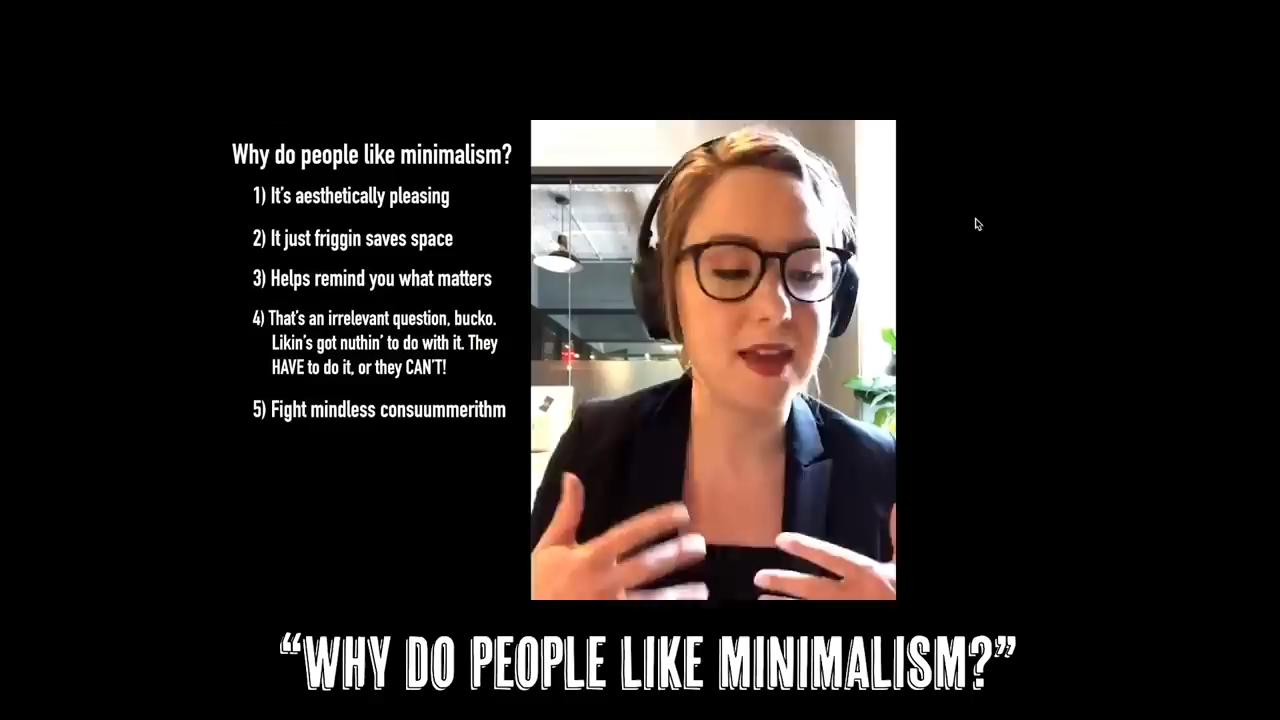 Why do people like minimalism?
1) It's aesthetically pleasing
2) It just friggin saves space
3) Helps remind you what matters
4) That's an irrelevant question, bucko.
Likin's got nuthin' to do with it. They
HAVE to do it, or they CAN'T!
5) Fight mindless consuummerithm
“WHY DO PEOPLE LIKE MINIMALISM?”